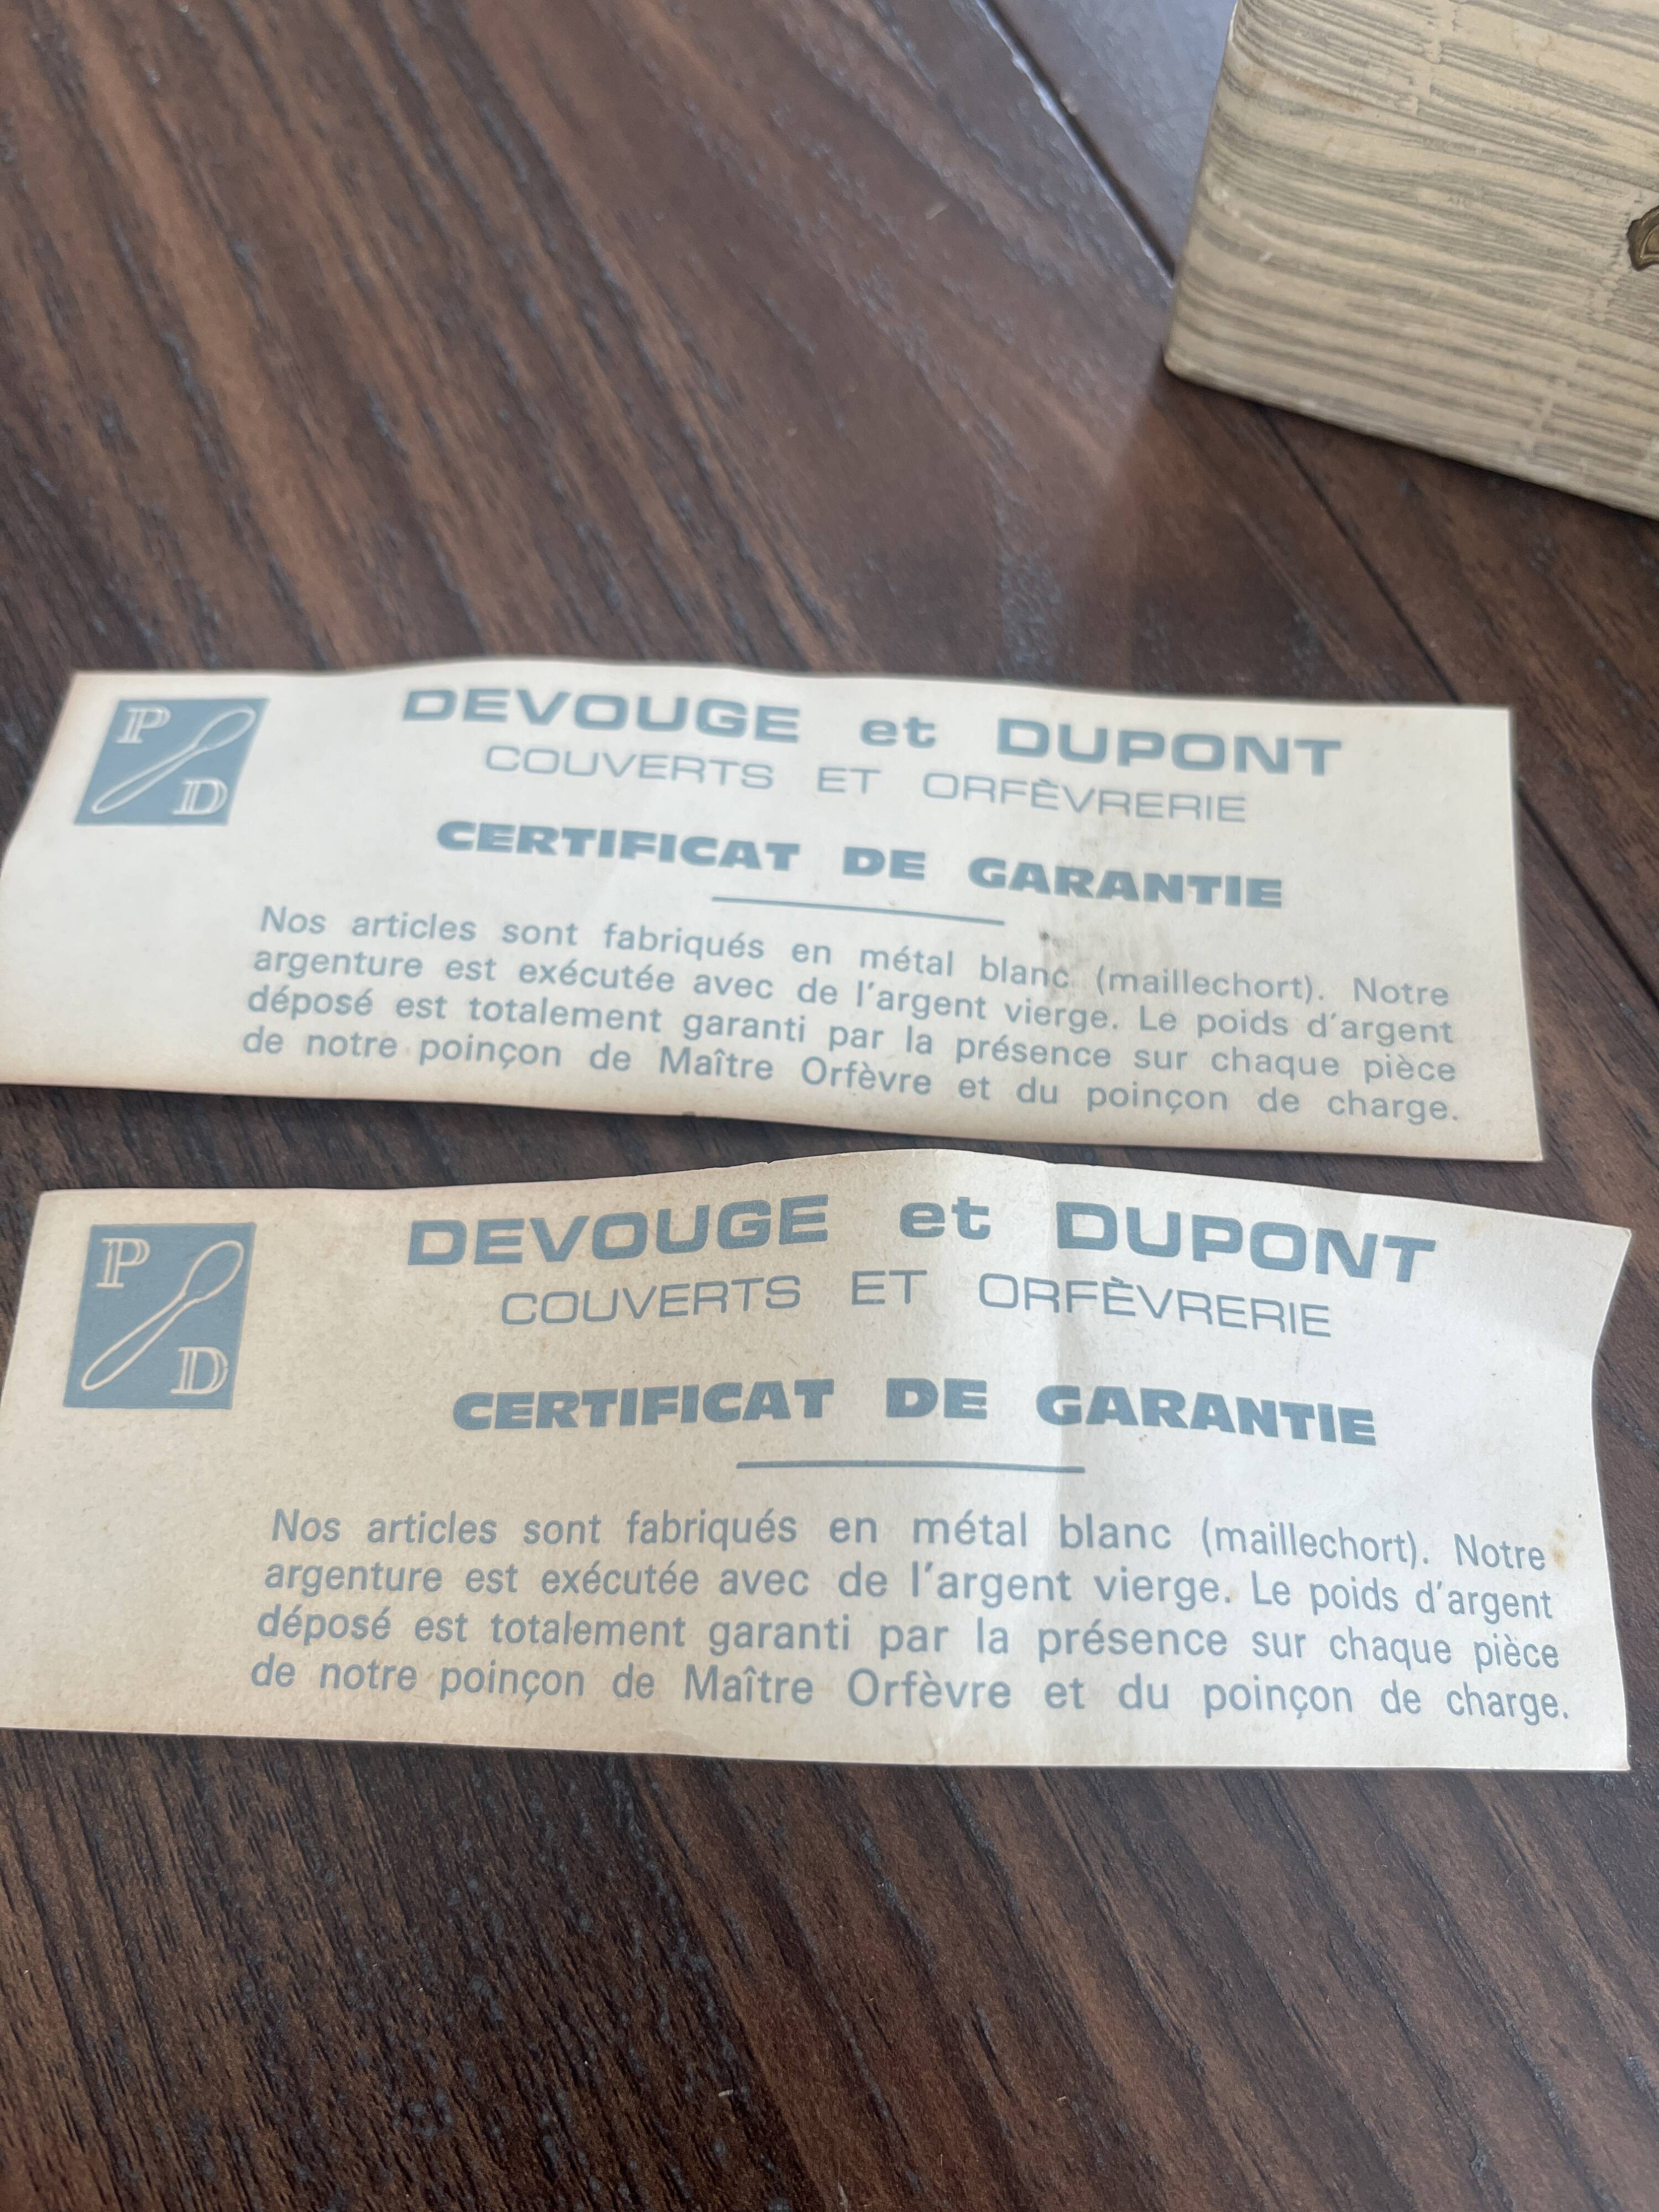 P
D
DEVOUGE et DUPONT
COUVERTS ET ORFÈVRERIE
CERTIFICAT DE GARANTIE
Nos articles sont fabriqués en métal blanc (maillechort). Notre
argenture est exécutée avec de l'argent vierge. Le poids d'argent
déposé est totalement garanti par la présence sur chaque pièce
de notre poinçon de Maître Orfèvre et du poinçon de charge.
P
D
DEVOUGE et DUPONT
COUVERTS ET ORFÈVRERIE
CERTIFICAT DE GARANTIE
Nos articles sont fabriqués en métal blanc (maillechort). Notre
argenture est exécutée avec de l'argent vierge. Le poids d'argent
déposé est totalement garanti par la présence sur chaque pièce
de notre poinçon de Maître Orfèvre et du poinçon de charge.